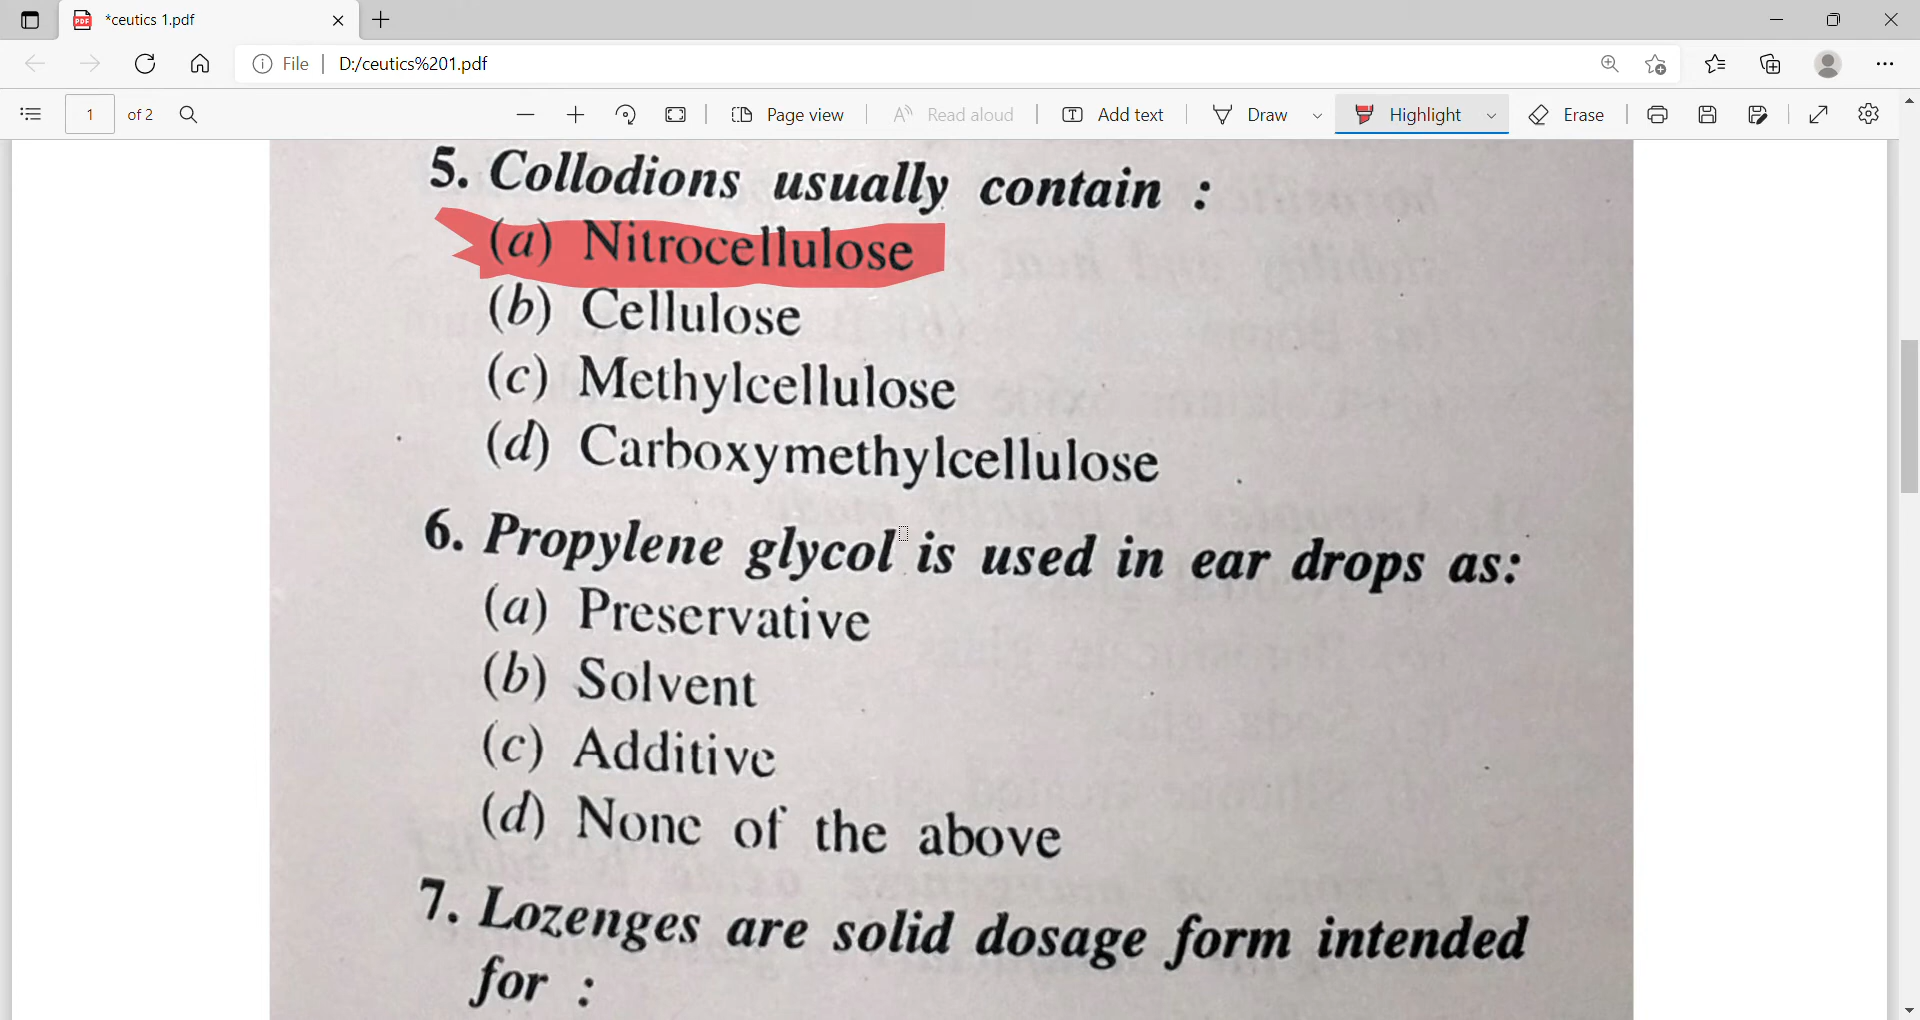 *ceutics 1.pdf
File D:/ceutics%201.pdf
1 of 2 Page view Read aloud Add text Draw Highlight Erase
5. Collodions usually contain :
(a) Nitrocellulose
(b) Cellulose
(c) Methylcellulose
(d) Carboxymethylcellulose
6. Propylene glycol is used in ear drops as:
(a) Preservative
(b) Solvent
(c) Additive
(d) None of the above
7. Lozenges are solid dosage form intended
for :